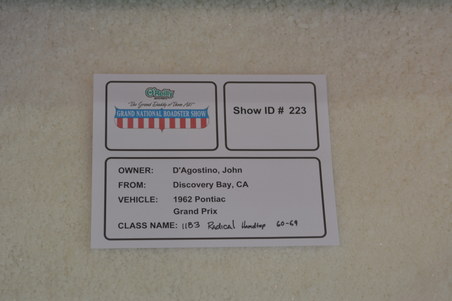 "The Grand Daddy of Them All"
GRAND NATIONAL ROADSTER SHOW
Show ID # 223
OWNER: D'Agostino, John
FROM: Discovery Bay, CA
VEHICLE: 1962 Pontiac
Grand Prix
CLASS NAME: 1183 Radical Hardtop 60-69